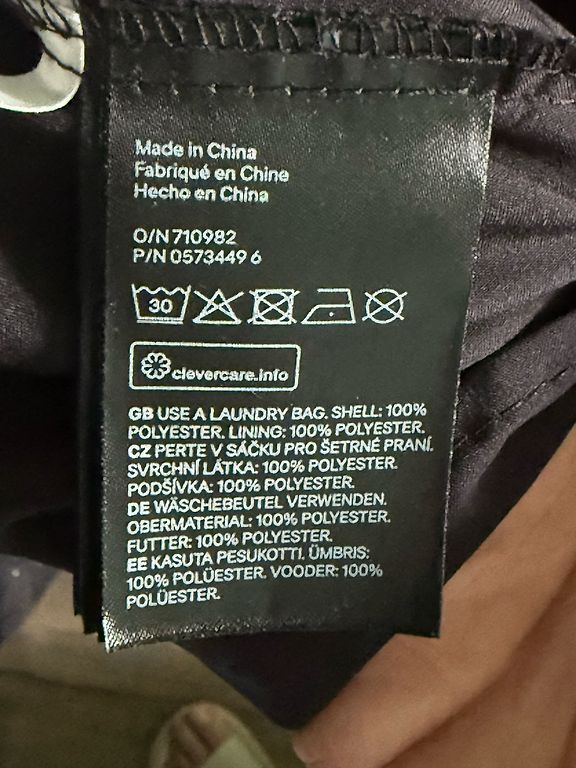 Made in China
Fabriqué en Chine
Hecho en China
O/N 710982
P/N 0573449 6
30
clevercare.info
GB USE A LAUNDRY BAG. SHELL: 100%
POLYESTER. LINING: 100% POLYESTER.
CZ PERTE V SÁČKU PRO ŠETRNÉ PRANÍ.
SVRCHNÍ LÁTKA: 100% POLYESTER.
PODŠÍVKA: 100% POLYESTER.
DE WÄSCHEBEUTEL VERWENDEN.
OBERMATERIAL: 100% POLYESTER.
FUTTER: 100% POLYESTER.
EE KASUTA PESUKOTTI. ÜMBRIS:
100% POLÜESTER. VOODER: 100%
POLÜESTER.